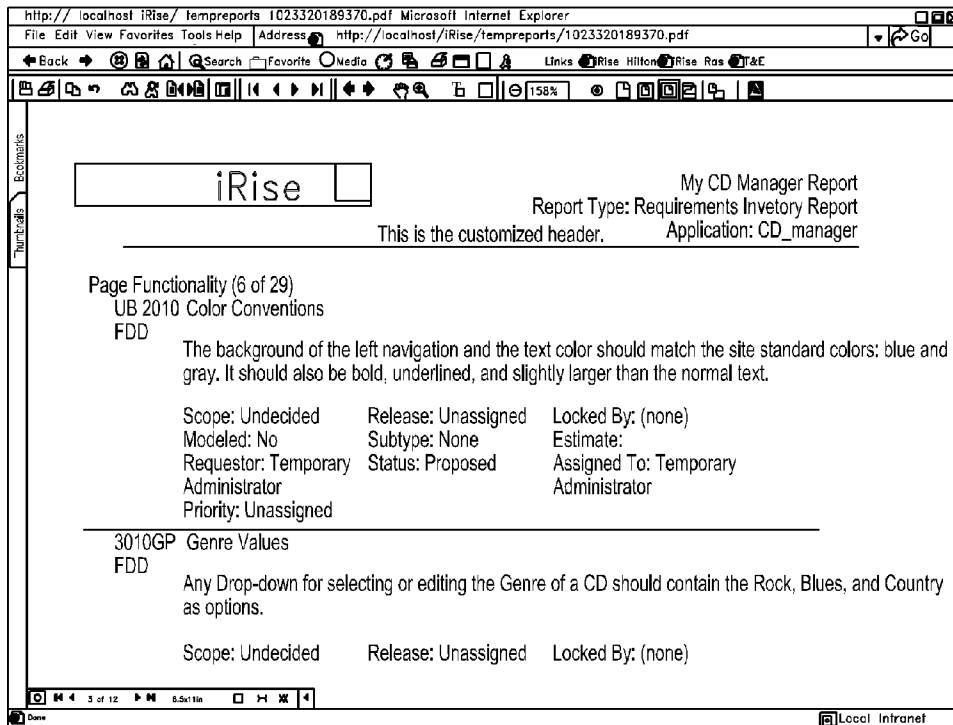 http:// localhost iRise/ tempreports 1023320189370.pdf Microsoft Internet Explorer
File Edit View Favorites Tools Help Address http://localhost/iRise/tempreports/1023320189370.pdf Go
Back Search Favorite Media Links iRise Hilton iRise Ras T&E
158%
Bookmarks
Thumbnails
iRise
My CD Manager Report
Report Type: Requirements Invetory Report
This is the customized header. Application: CD_manager
Page Functionality (6 of 29)
UB 2010 Color Conventions
FDD
The background of the left navigation and the text color should match the site standard colors: blue and
gray. It should also be bold, underlined, and slightly larger than the normal text.
Scope: Undecided Release: Unassigned Locked By: (none)
Modeled: No Subtype: None Estimate:
Requestor: Temporary Status: Proposed Assigned To: Temporary
Administrator Administrator
Priority: Unassigned
3010GP Genre Values
FDD
Any Drop-down for selecting or editing the Genre of a CD should contain the Rock, Blues, and Country
as options.
Scope: Undecided Release: Unassigned Locked By: (none)
3 of 12 8.5x11in
Done Local Intranet